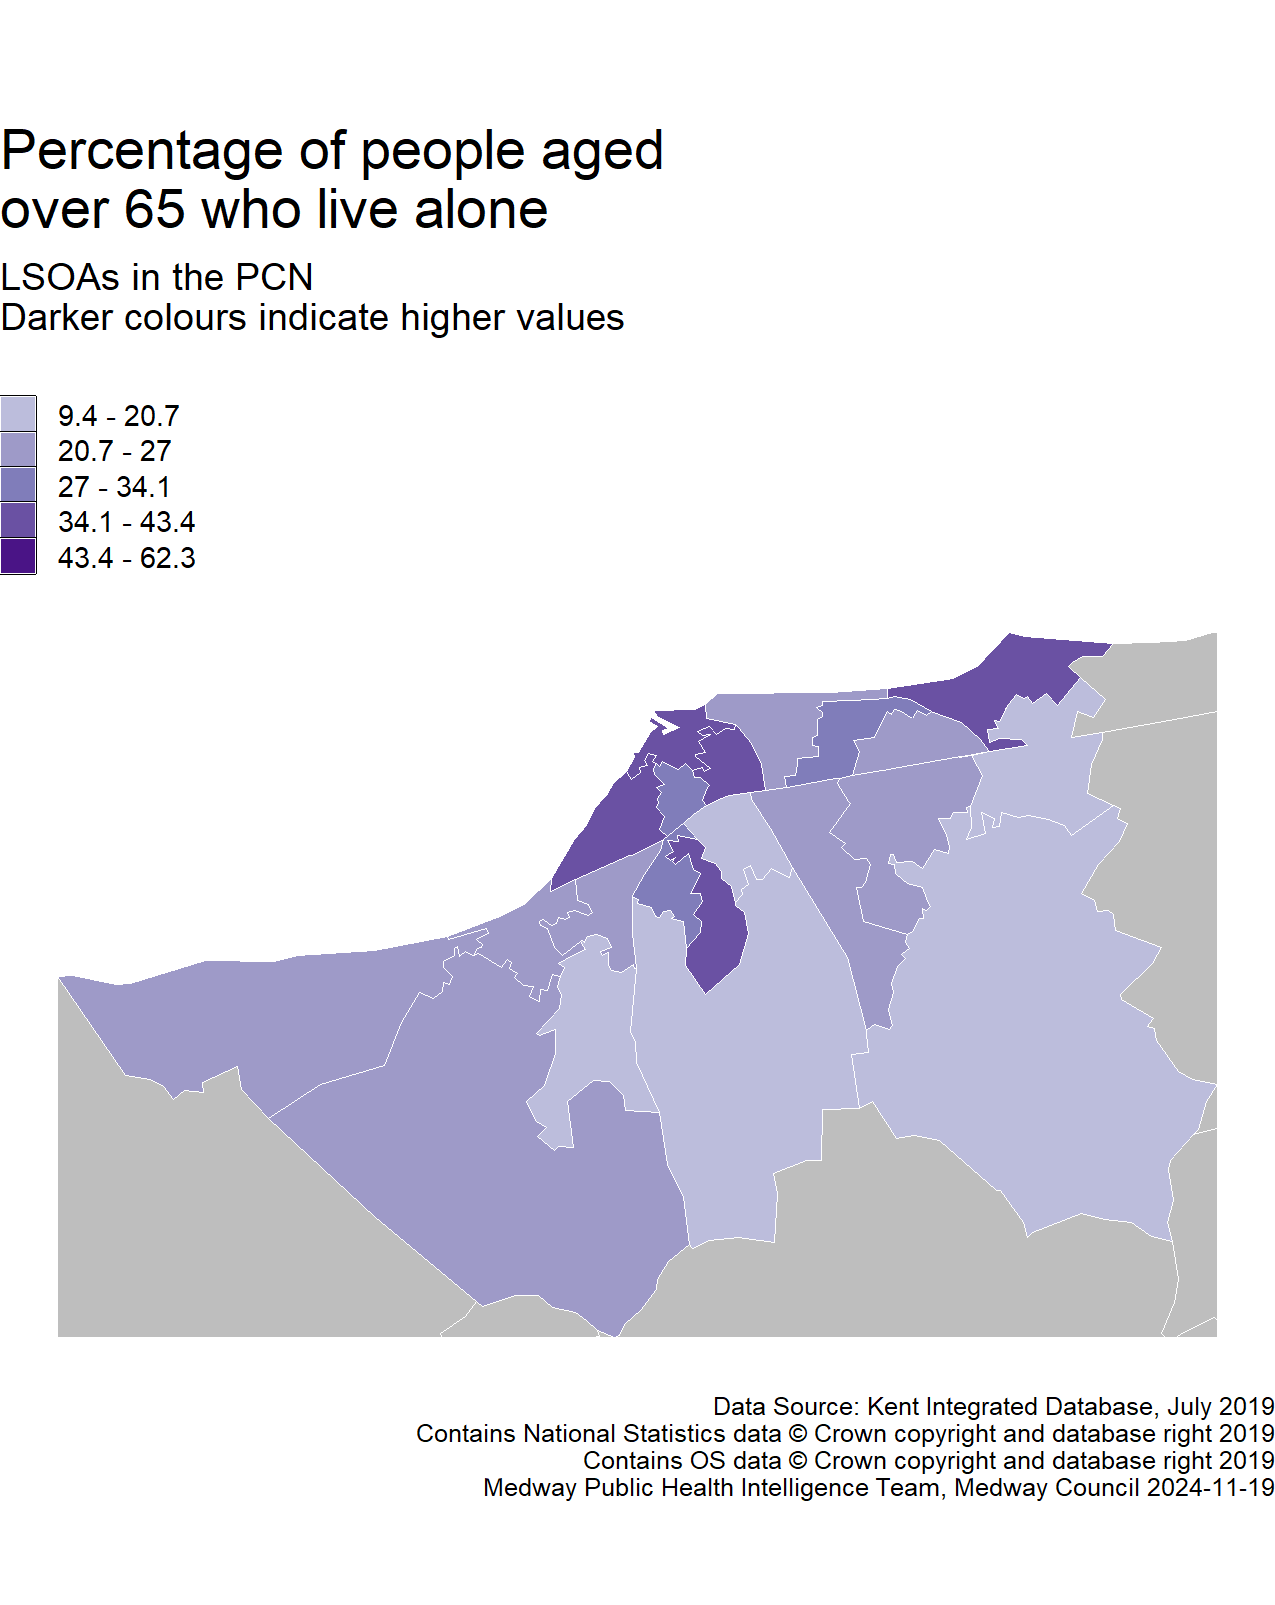 Percentage of people aged
over 65 who live alone
LSOAs in the PCN
Darker colours indicate higher values
9.4 - 20.7
20.7 - 27
27 - 34.1
34.1 - 43.4
43.4 - 62.3
Data Source: Kent Integrated Database, July 2019
Contains National Statistics data © Crown copyright and database right 2019
Contains OS data © Crown copyright and database right 2019
Medway Public Health Intelligence Team, Medway Council 2024-11-19